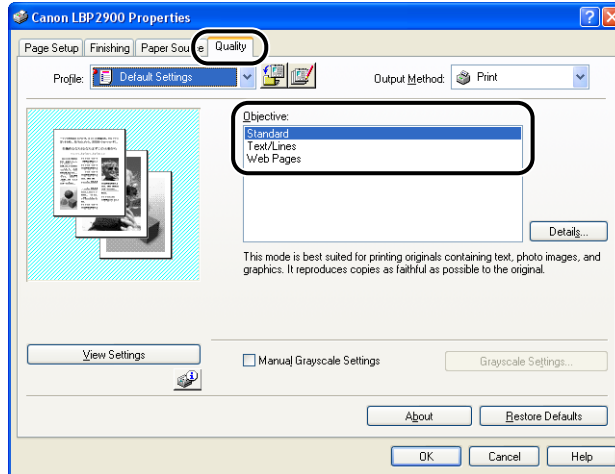 Canon LBP2900 Properties
Page Setup Finishing Paper Source Quality
Profile: Default Settings Output Method: Print
Objective:
Standard
Text/Lines
Web Pages
Details...
This mode is best suited for printing originals containing text, photo images, and
graphics. It reproduces copies as faithful as possible to the original.
View Settings
Manual Grayscale Settings Grayscale Settings...
About Restore Defaults
OK Cancel Help